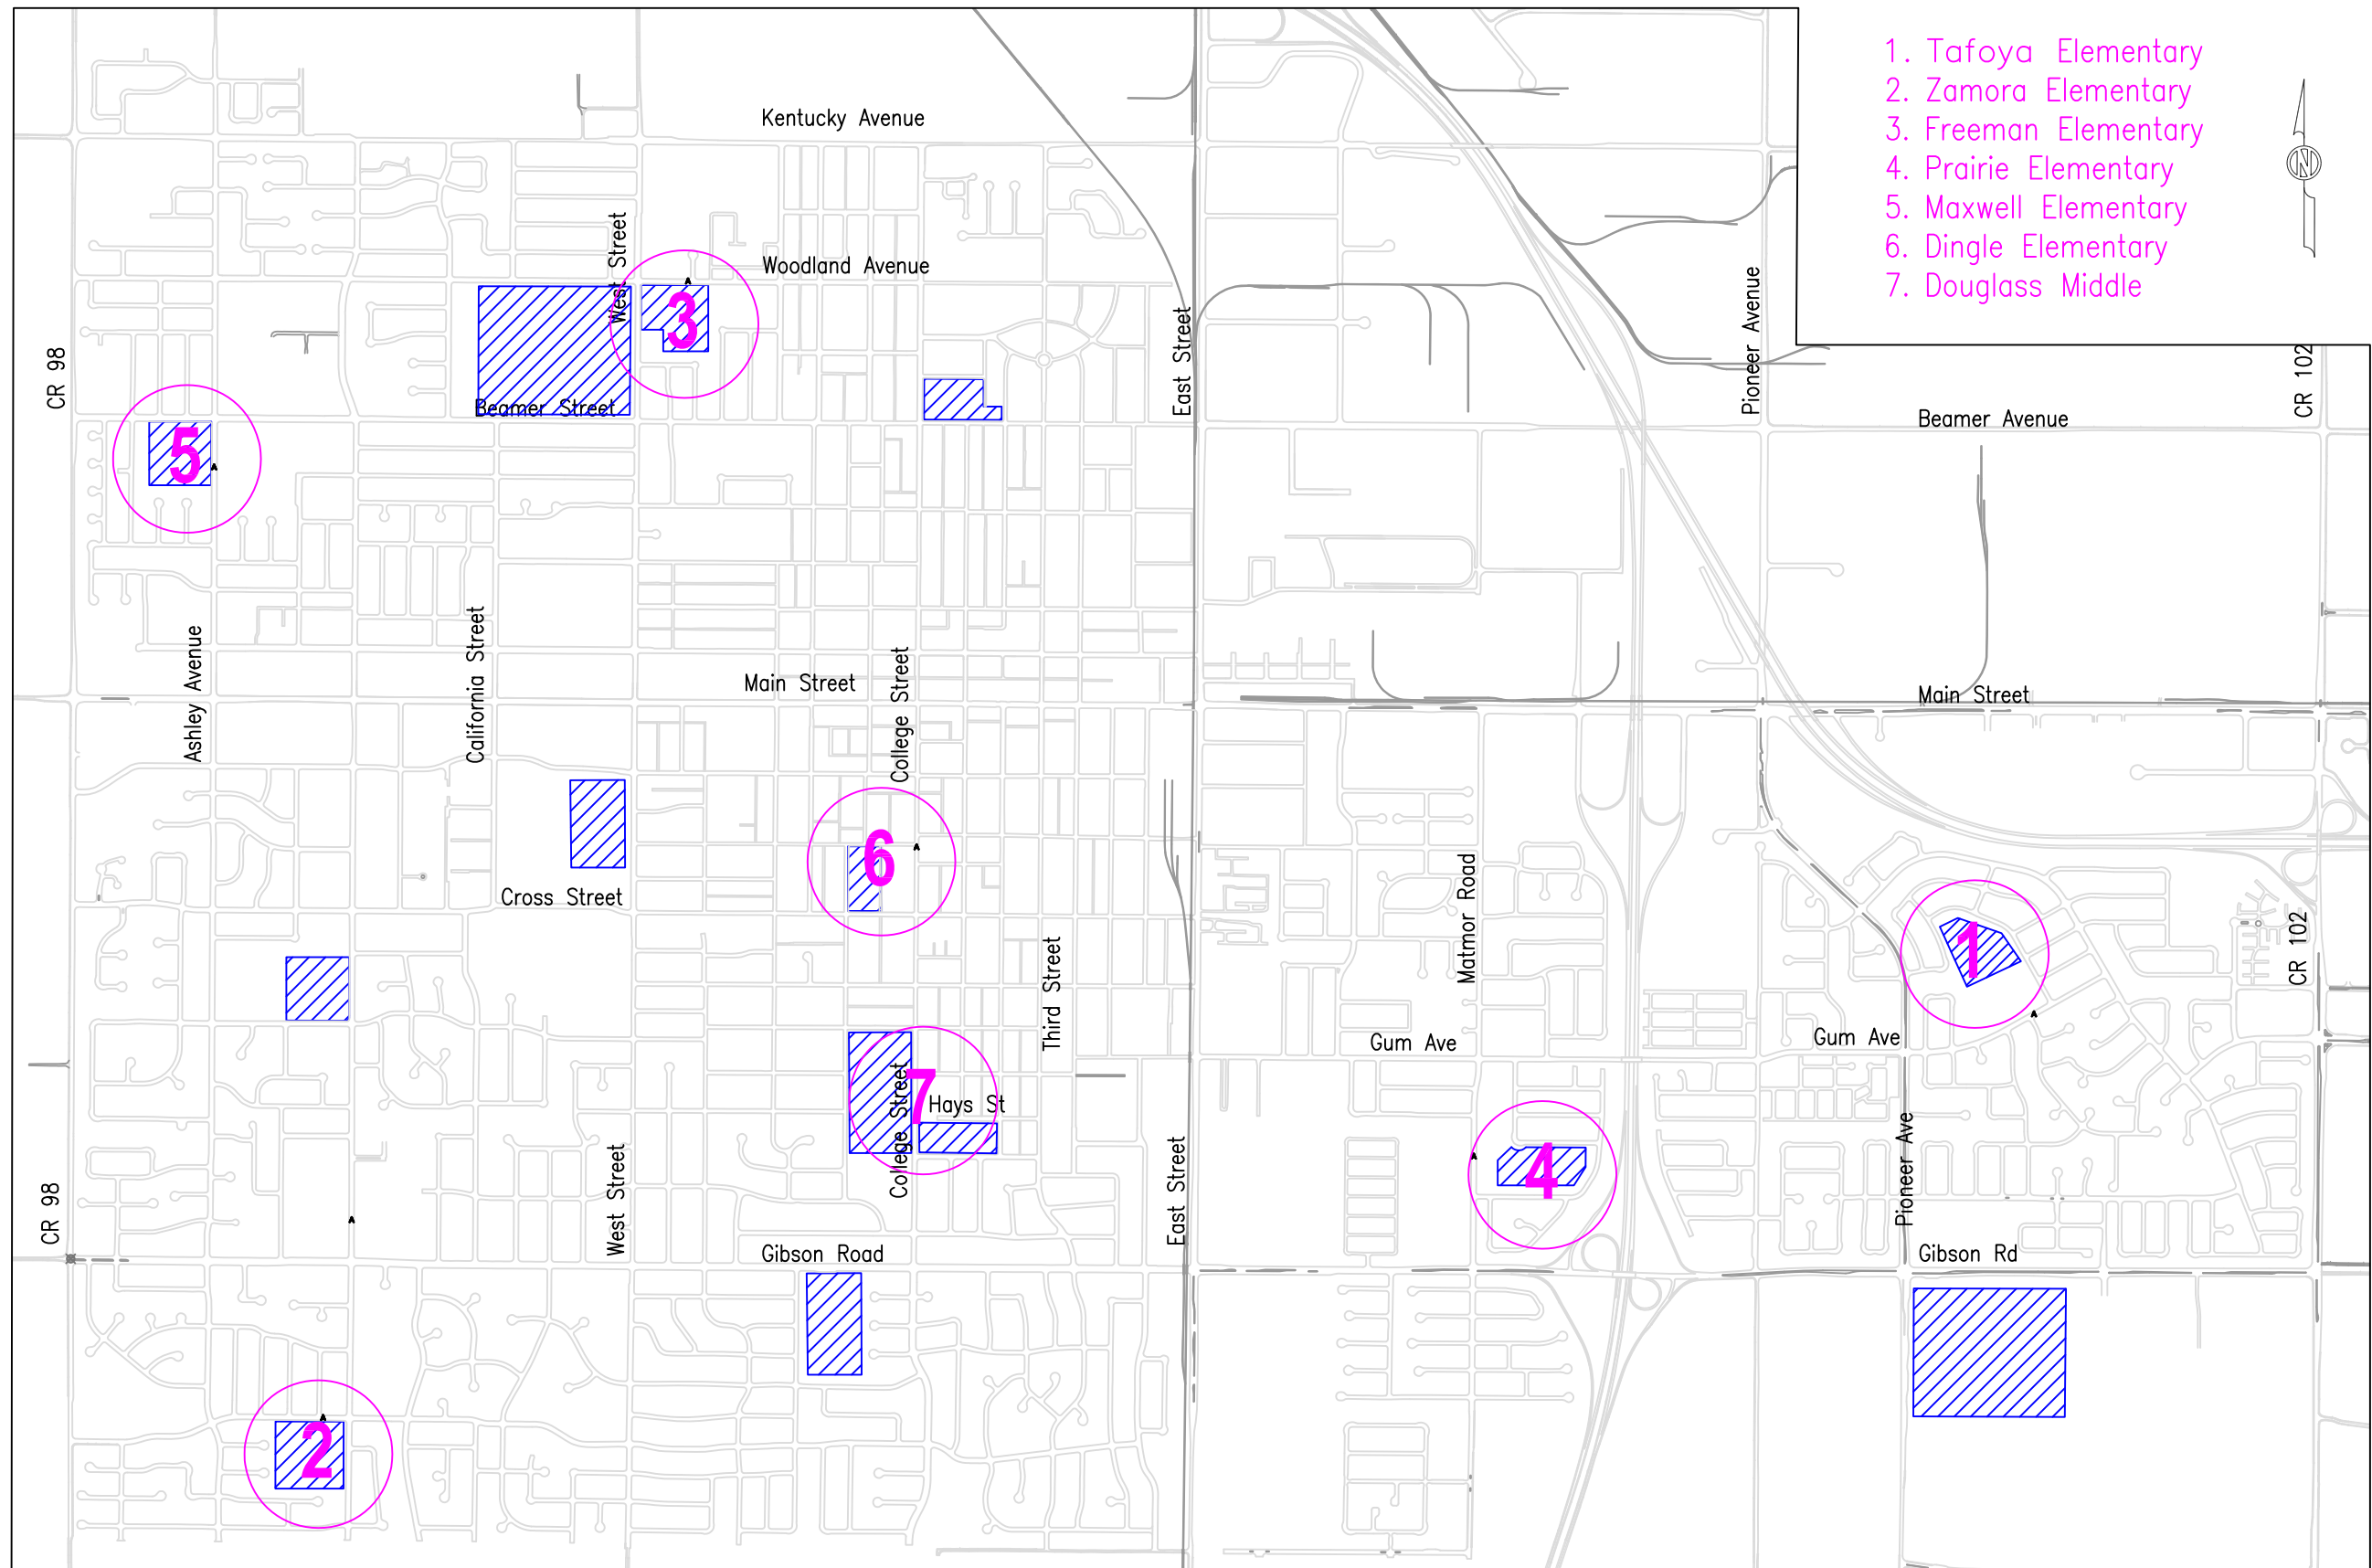 1. Tafoya Elementary
2. Zamora Elementary
3. Freeman Elementary
4. Prairie Elementary
5. Maxwell Elementary
6. Dingle Elementary
7. Douglass Middle
N
Kentucky Avenue
West Street
Woodland Avenue
3
CR 98
Beamer Street
East Street
Pioneer Avenue
CR 102
Beamer Avenue
5
Ashley Avenue
California Street
Main Street
College Street
Main Street
6
Cross Street
Matmor Road
1
CR 102
Third Street
Gum Ave
Gum Ave
7
Hays St
College Street
4
CR 98
West Street
East Street
Pioneer Ave
Gibson Road
Gibson Rd
2